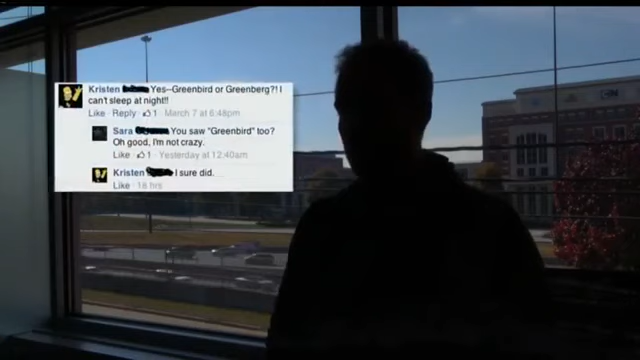 Kristen Yes--Greenbird or Greenberg?! I
can't sleep at night!!
Like · Reply · 1 · March 7 at 6:48pm
Sara You saw "Greenbird" too?
Oh good, I'm not crazy.
Like · 1 · Yesterday at 12:40am
Kristen I sure did.
Like · 18 hrs